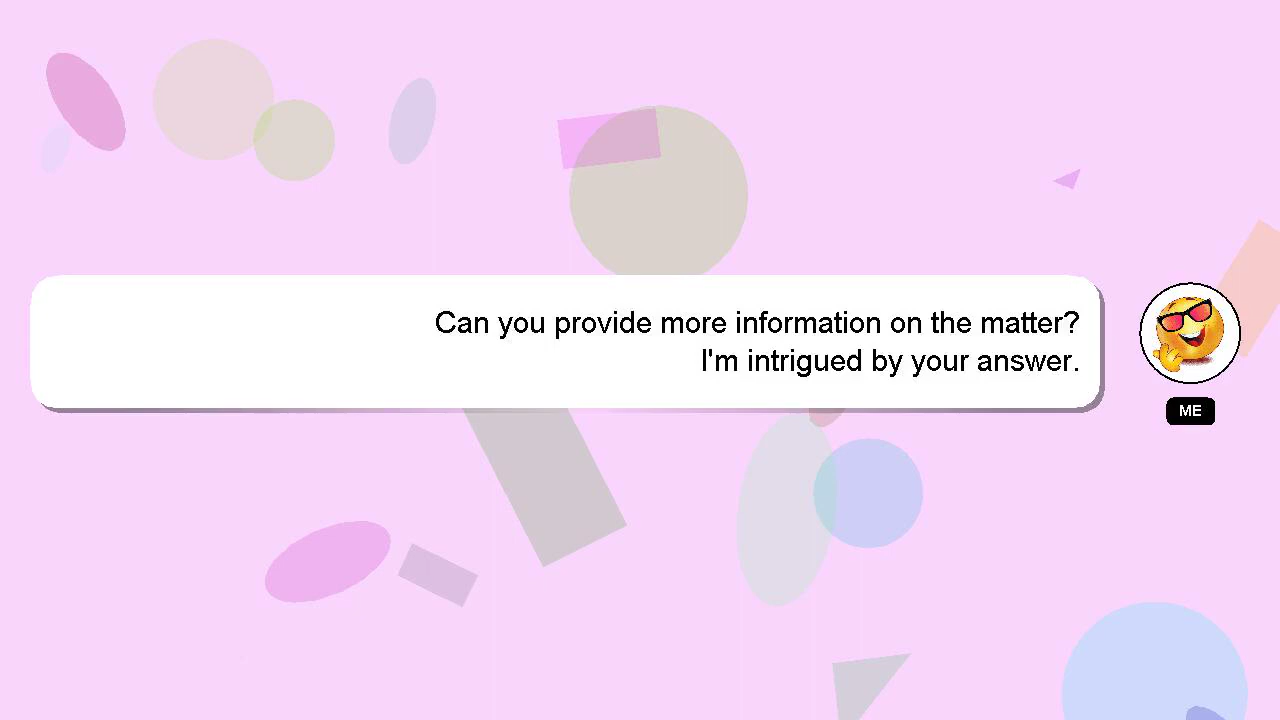 Can you provide more information on the matter?
I'm intrigued by your answer.
ME